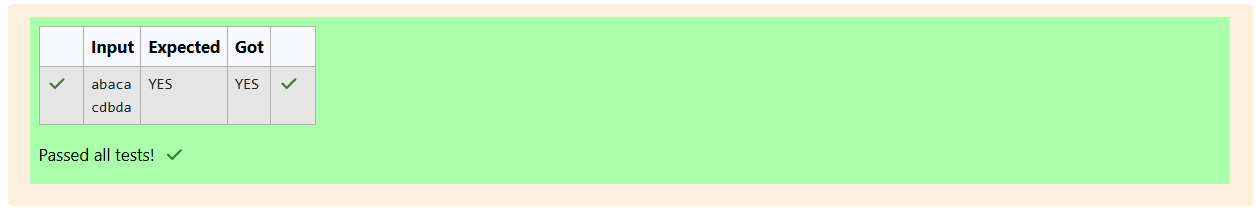 Input Expected Got
abaca YES YES
cdbda
Passed all tests!